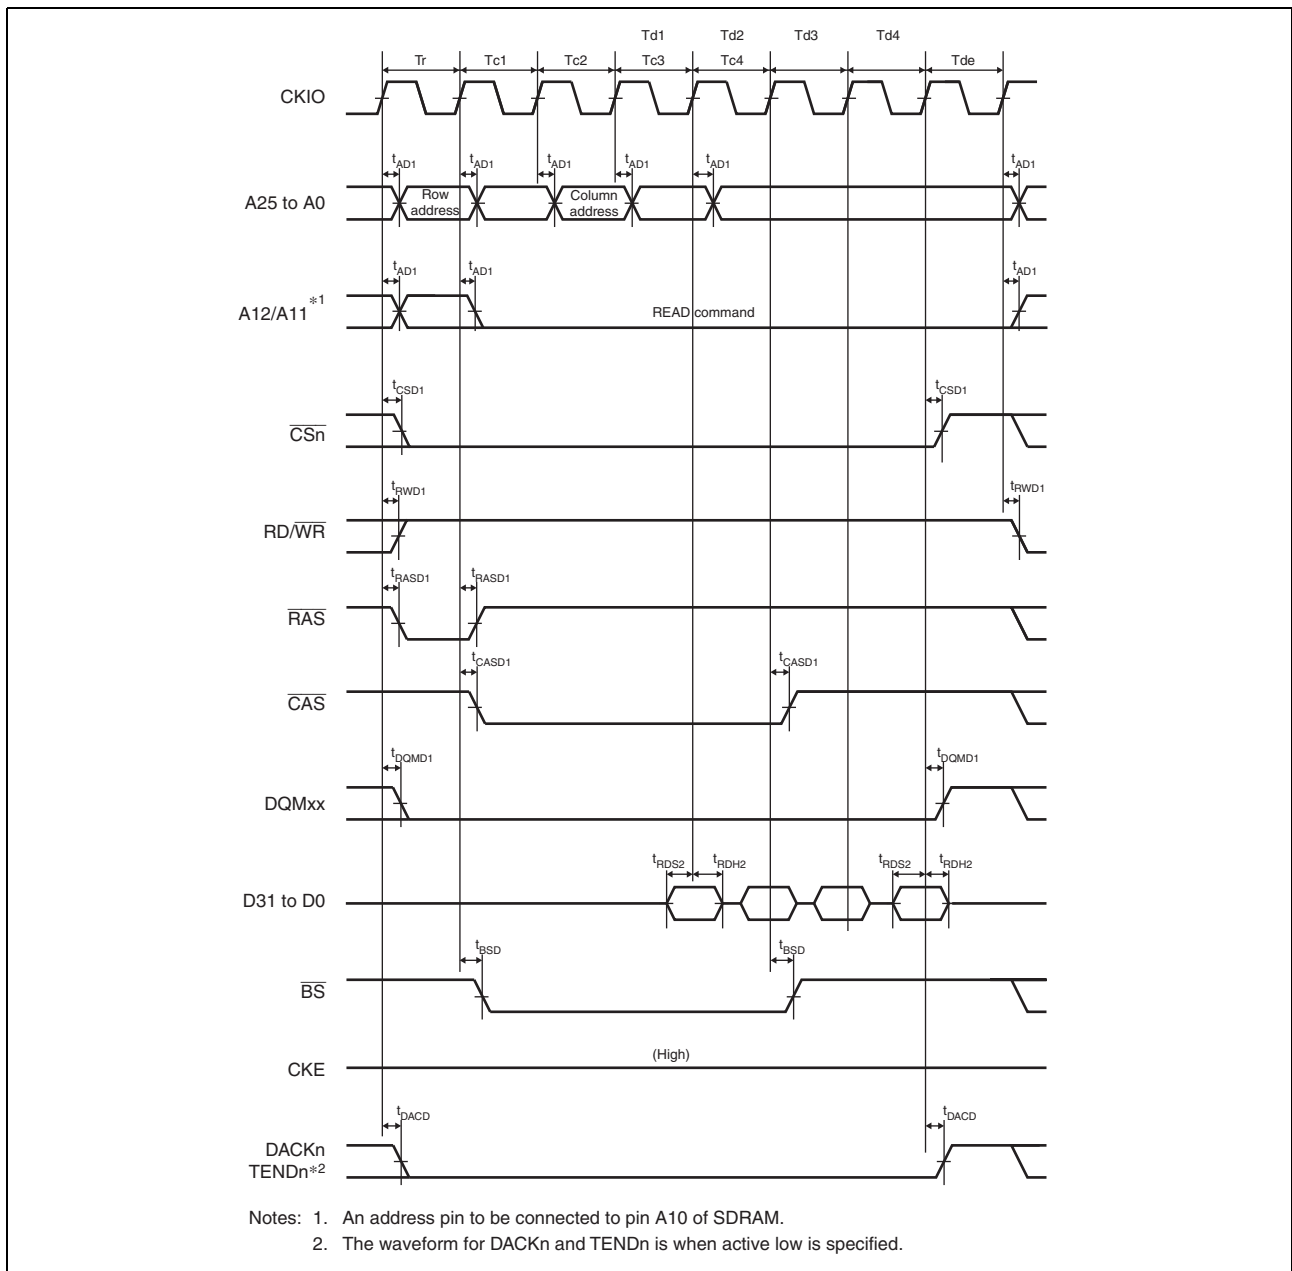 Td1 Td2 Td3 Td4
Tr Tc1 Tc2 Tc3 Tc4 Tde
CKIO
tAD1 tAD1 tAD1 tAD1 tAD1 tAD1
A25 to A0
Row address
Column address
tAD1 tAD1 tAD1
A12/A11*1
READ command
tCSD1 tCSD1
CSn
tRWD1 tRWD1
RD/WR
tRASD1 tRASD1
RAS
tCASD1 tCASD1
CAS
tDQMD1 tDQMD1
DQMxx
tRDS2 tRDH2 tRDS2 tRDH2
D31 to D0
tBSD tBSD
BS
(High)
CKE
tDACD tDACD
DACKn
TENDn*2
Notes: 1. An address pin to be connected to pin A10 of SDRAM.
2. The waveform for DACKn and TENDn is when active low is specified.